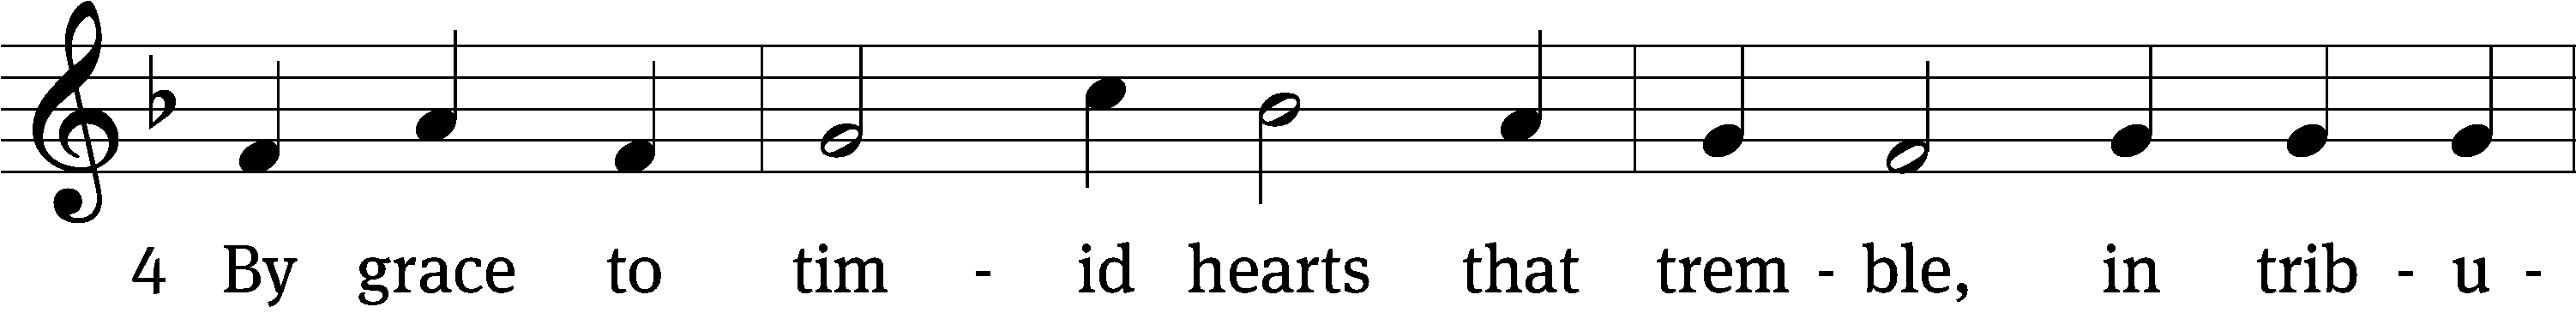 4 By grace to tim - id hearts that trem - ble, in trib - u -